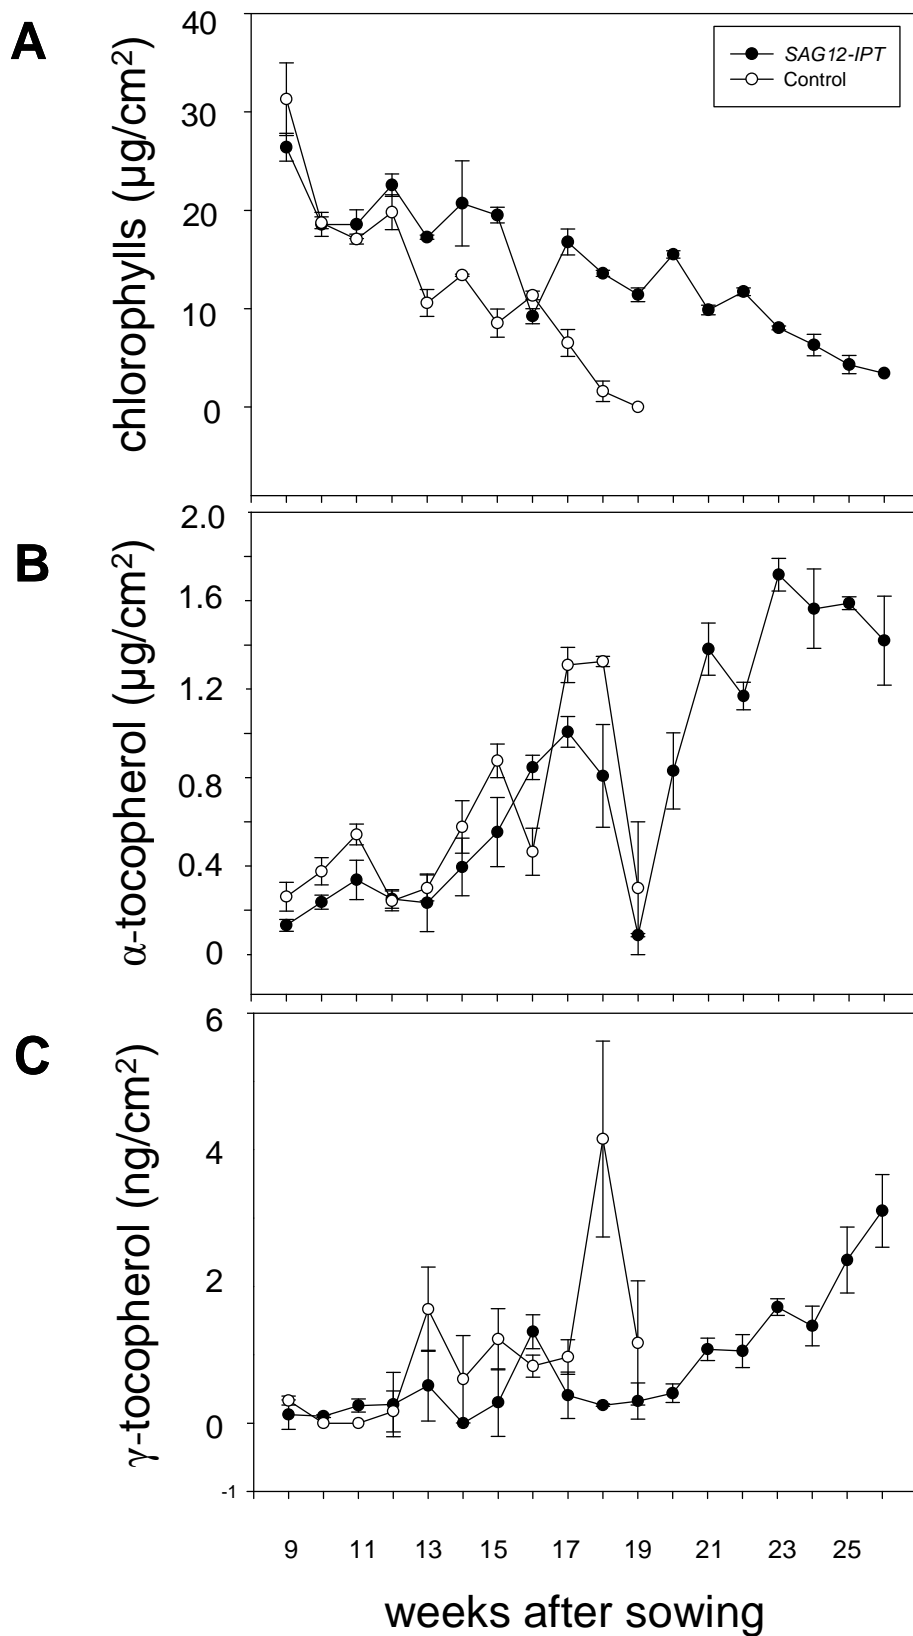 A
chlorophylls (µg/cm²)
40
30
20
10
0
SAG12-IPT
Control
B
α-tocopherol (µg/cm²)
2.0
1.6
1.2
0.8
0.4
0
C
γ-tocopherol (ng/cm²)
6
4
2
0
-1
9 11 13 15 17 19 21 23 25
weeks after sowing